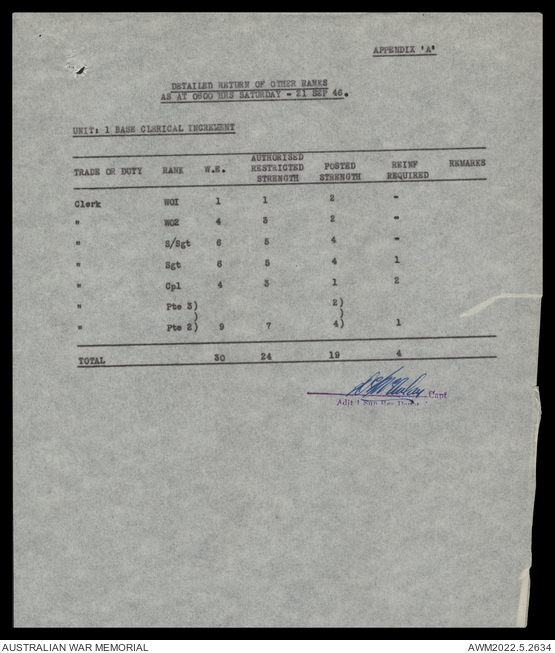 APPENDIX 'A'
DETAILED RETURN OF OTHER RANKS
AS AT 0800 HRS SATURDAY - 21 SEP 46.
UNIT: 1 BASE CLERICAL INCREMENT
TRADE OR DUTY RANK W.E. AUTHORISED RESTRICTED STRENGTH POSTED STRENGTH REINF REQUIRED REMARKS
Clerk WO1 1 1 2 -
" WO2 4 3 2 -
" S/Sgt 6 5 4 -
" Sgt 6 5 4 1
" Cpl 4 3 1 2
" Pte 3) 2)
) )
" Pte 2) 9 7 4) 1
TOTAL 30 24 19 4
Capt
Adjt 1
AUSTRALIAN WAR MEMORIAL AWM2022.5.2634